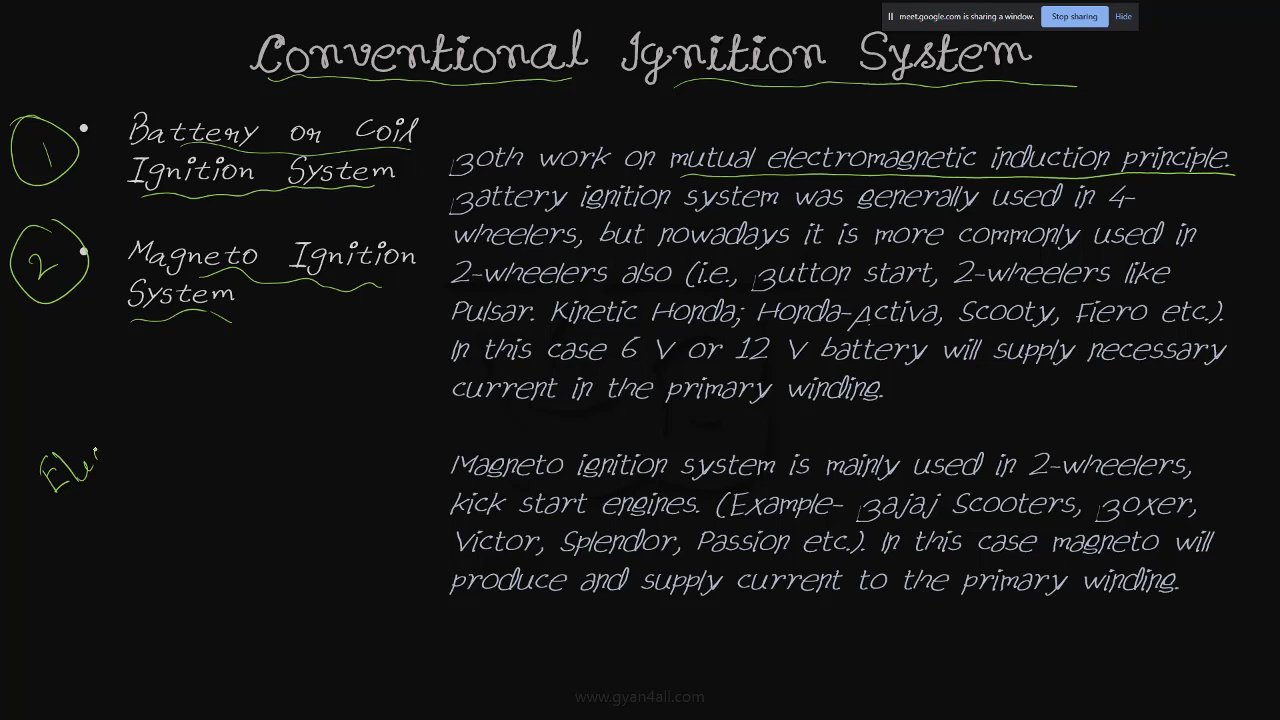 meet.google.com is sharing a window. Stop sharing Hide
Conventional Ignition System
1
Battery or Coil
Ignition System
2
Magneto Ignition
System
Both work on mutual electromagnetic induction principle.
Battery ignition system was generally used in 4-
wheelers, but nowadays it is more commonly used in
2-wheelers also (i.e., Button start, 2-wheelers like
Pulsar. Kinetic Honda; Honda-Activa, Scooty, Fiero etc.).
In this case 6 V or 12 V battery will supply necessary
current in the primary winding.
Magneto ignition system is mainly used in 2-wheelers,
kick start engines. (Example- Bajaj Scooters, Boxer,
Victor, Splendor, Passion etc.). In this case magneto will
produce and supply current to the primary winding.
www.gyan4all.com